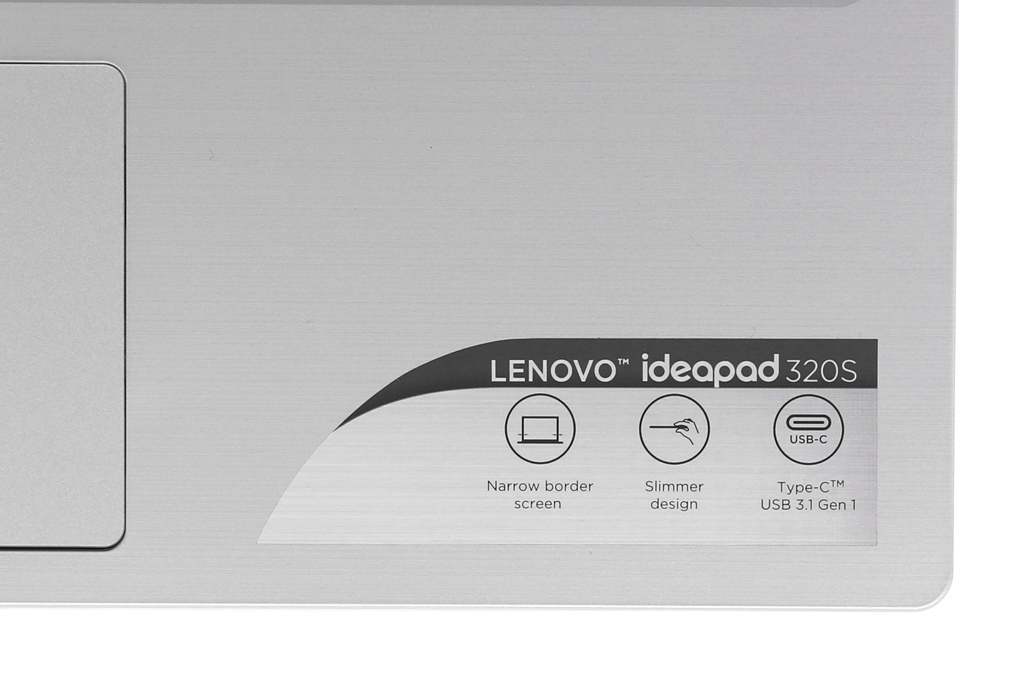 LENOVO™ ideapad 320S
USB-C
Narrow border screen
Slimmer design
Type-C™ USB 3.1 Gen 1